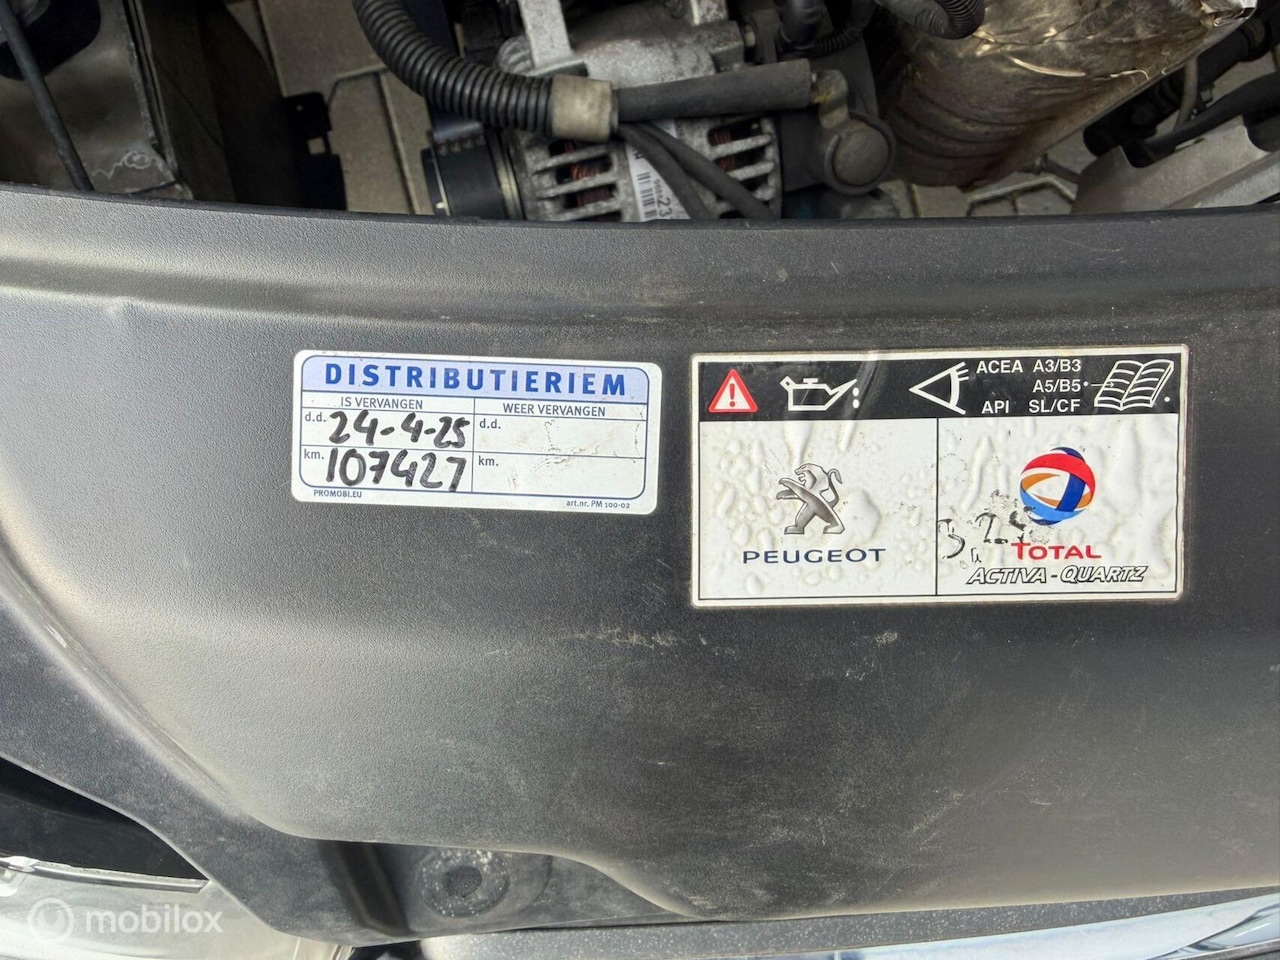 DISTRIBUTIERIEM
IS VERVANGEN
WEER VERVANGEN
d.d. 24-4-25
d.d.
km. 107427
km.
PROMOBI.EU
art.nr. PM 100-02
ACEA A3/B3
A5/B5
API SL/CF
PEUGEOT
TOTAL
ACTIVA-QUARTZ
mobilox